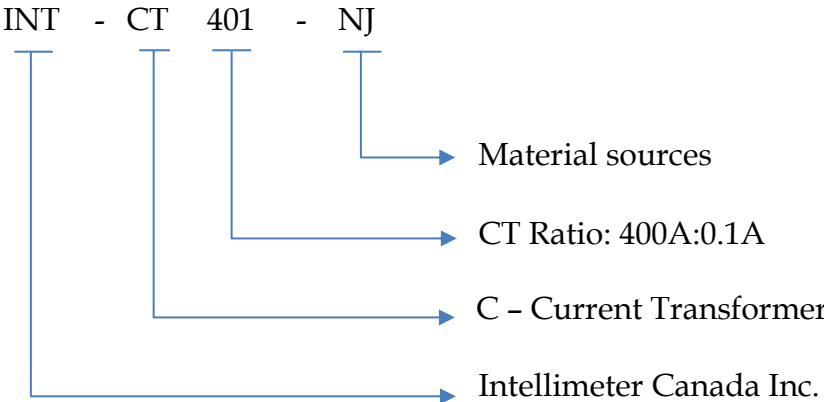 INT - CT 401 - NJ
Material sources
CT Ratio: 400A:0.1A
C – Current Transformer
Intellimeter Canada Inc.